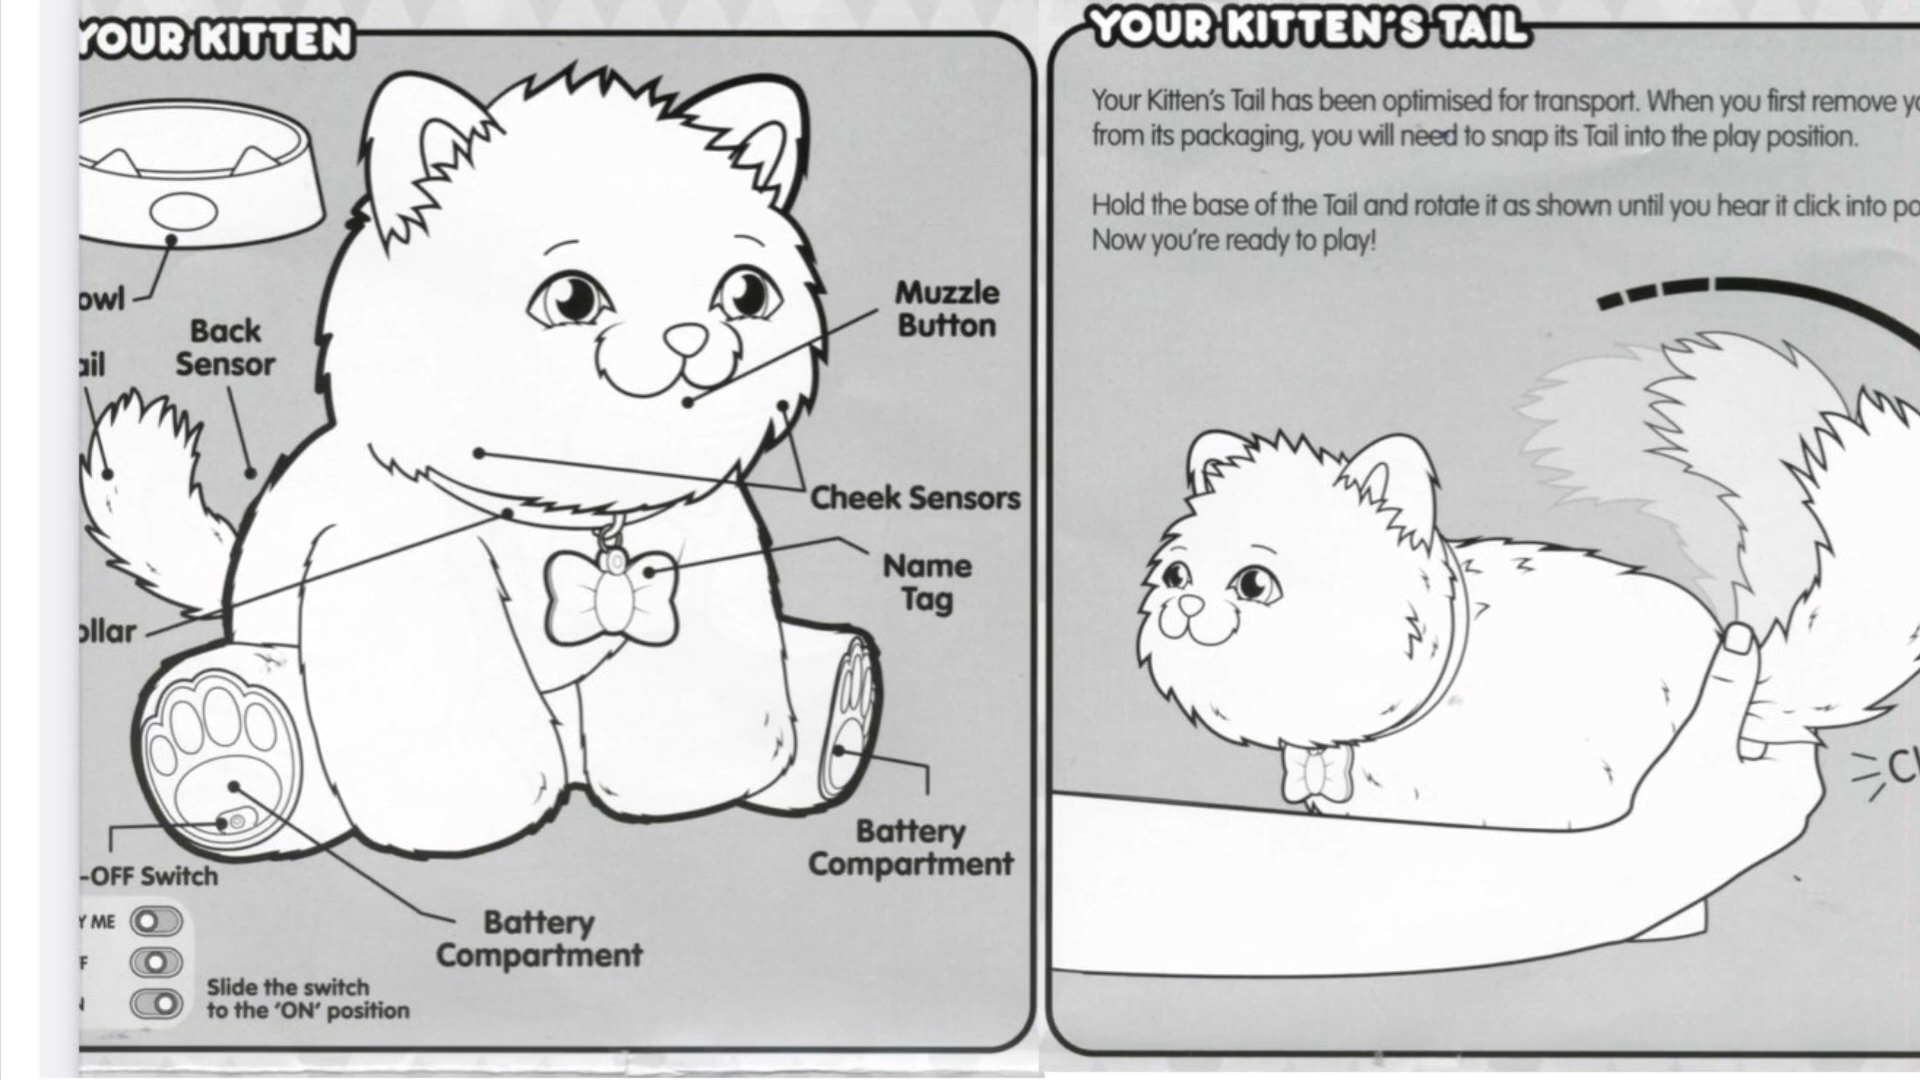 YOUR KITTEN
owl
Back
Sensor
ail
Muzzle
Button
Cheek Sensors
Name
Tag
ollar
Battery
Compartment
-OFF Switch
Battery
Compartment
Y ME
F
Slide the switch
to the 'ON' position
YOUR KITTEN'S TAIL
Your Kitten's Tail has been optimised for transport. When you first remove yo
from its packaging, you will need to snap its Tail into the play position.
Hold the base of the Tail and rotate it as shown until you hear it click into po
Now you're ready to play!